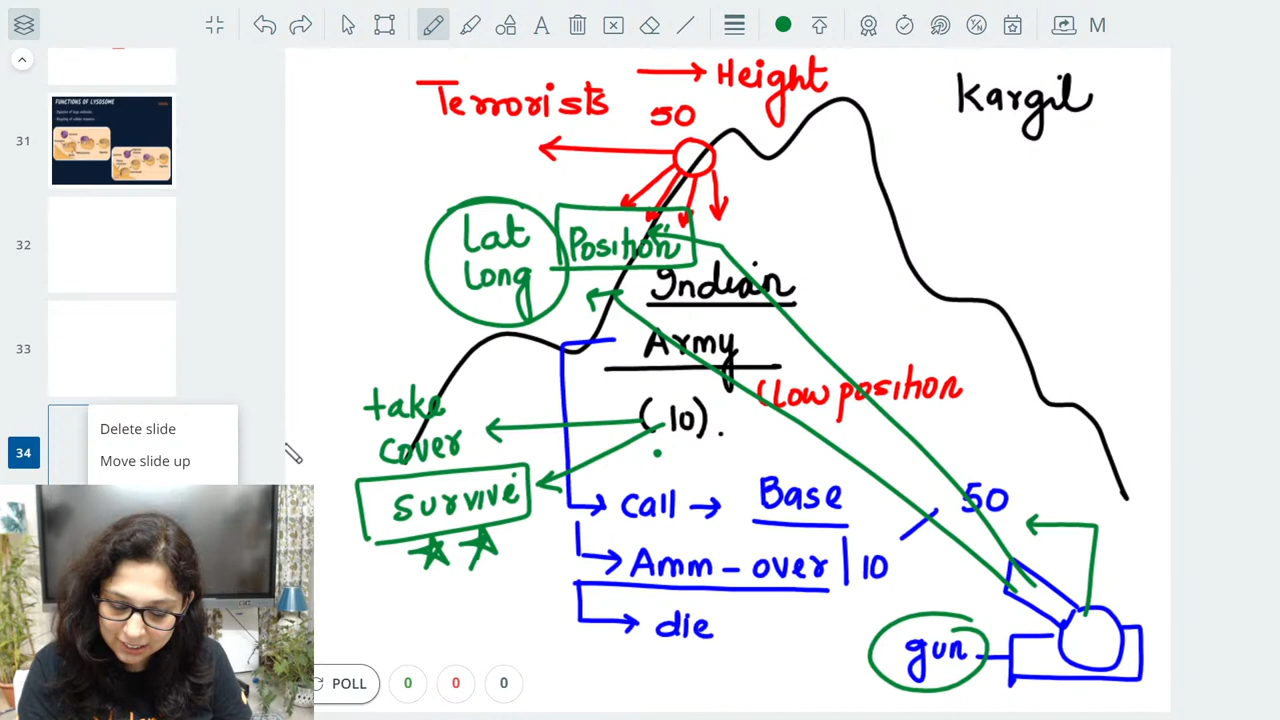 M
FUNCTIONS OF LYSOSOME
31
32
33
34
Delete slide
Move slide up
Terrorists
→ Height
50
Kargil
Lat
long
Position
Indian
Army
(Low position
(10).
take
cover
survive
call → Base
50
Amm - over | 10
die
gun
POLL
0
0
0